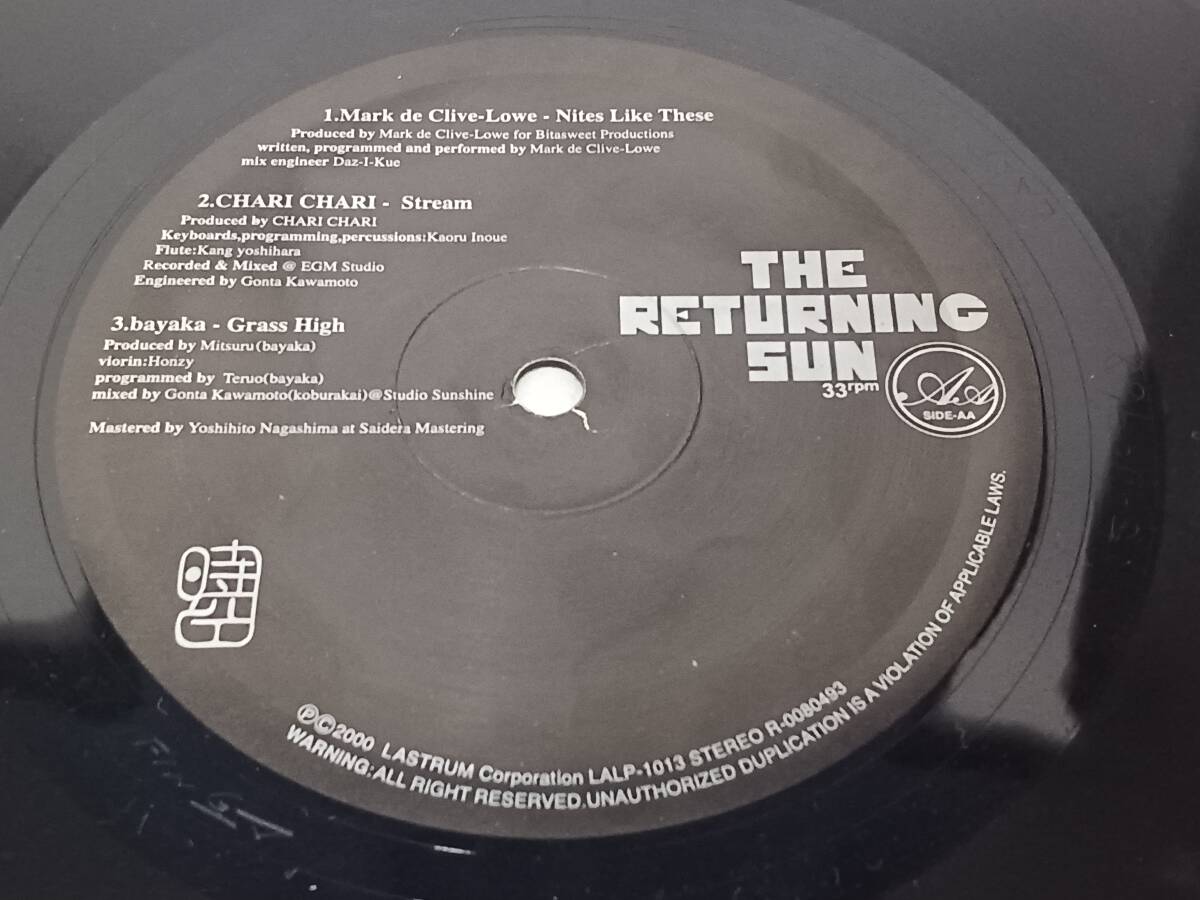 1.Mark de Clive-Lowe - Nites Like These
Produced by Mark de Clive-Lowe for Bitasweet Productions
written, programmed and performed by Mark de Clive-Lowe
mix engineer Daz-I-Kue
2.CHARI CHARI - Stream
Produced by CHARI CHARI
Keyboards,programming,percussions:Kaoru Inoue
Flute:Kang yoshihara
Recorded & Mixed @ EGM Studio
Engineered by Gonta Kawamoto
3.bayaka - Grass High
Produced by Mitsuru(bayaka)
viorin:Honzy
programmed by Teruo(bayaka)
mixed by Gonta Kawamoto(koburakai)@Studio Sunshine
Mastered by Yoshihito Nagashima at Saidera Mastering
THE
RETURNING
SUN
33rpm
AA
SIDE-AA
ⓅⒸ2000 LASTRUM Corporation LALP-1013 STEREO R-0080493
WARNING:ALL RIGHT RESERVED.UNAUTHORIZED DUPLICATION IS A VIOLATION OF APPLICABLE LAWS.